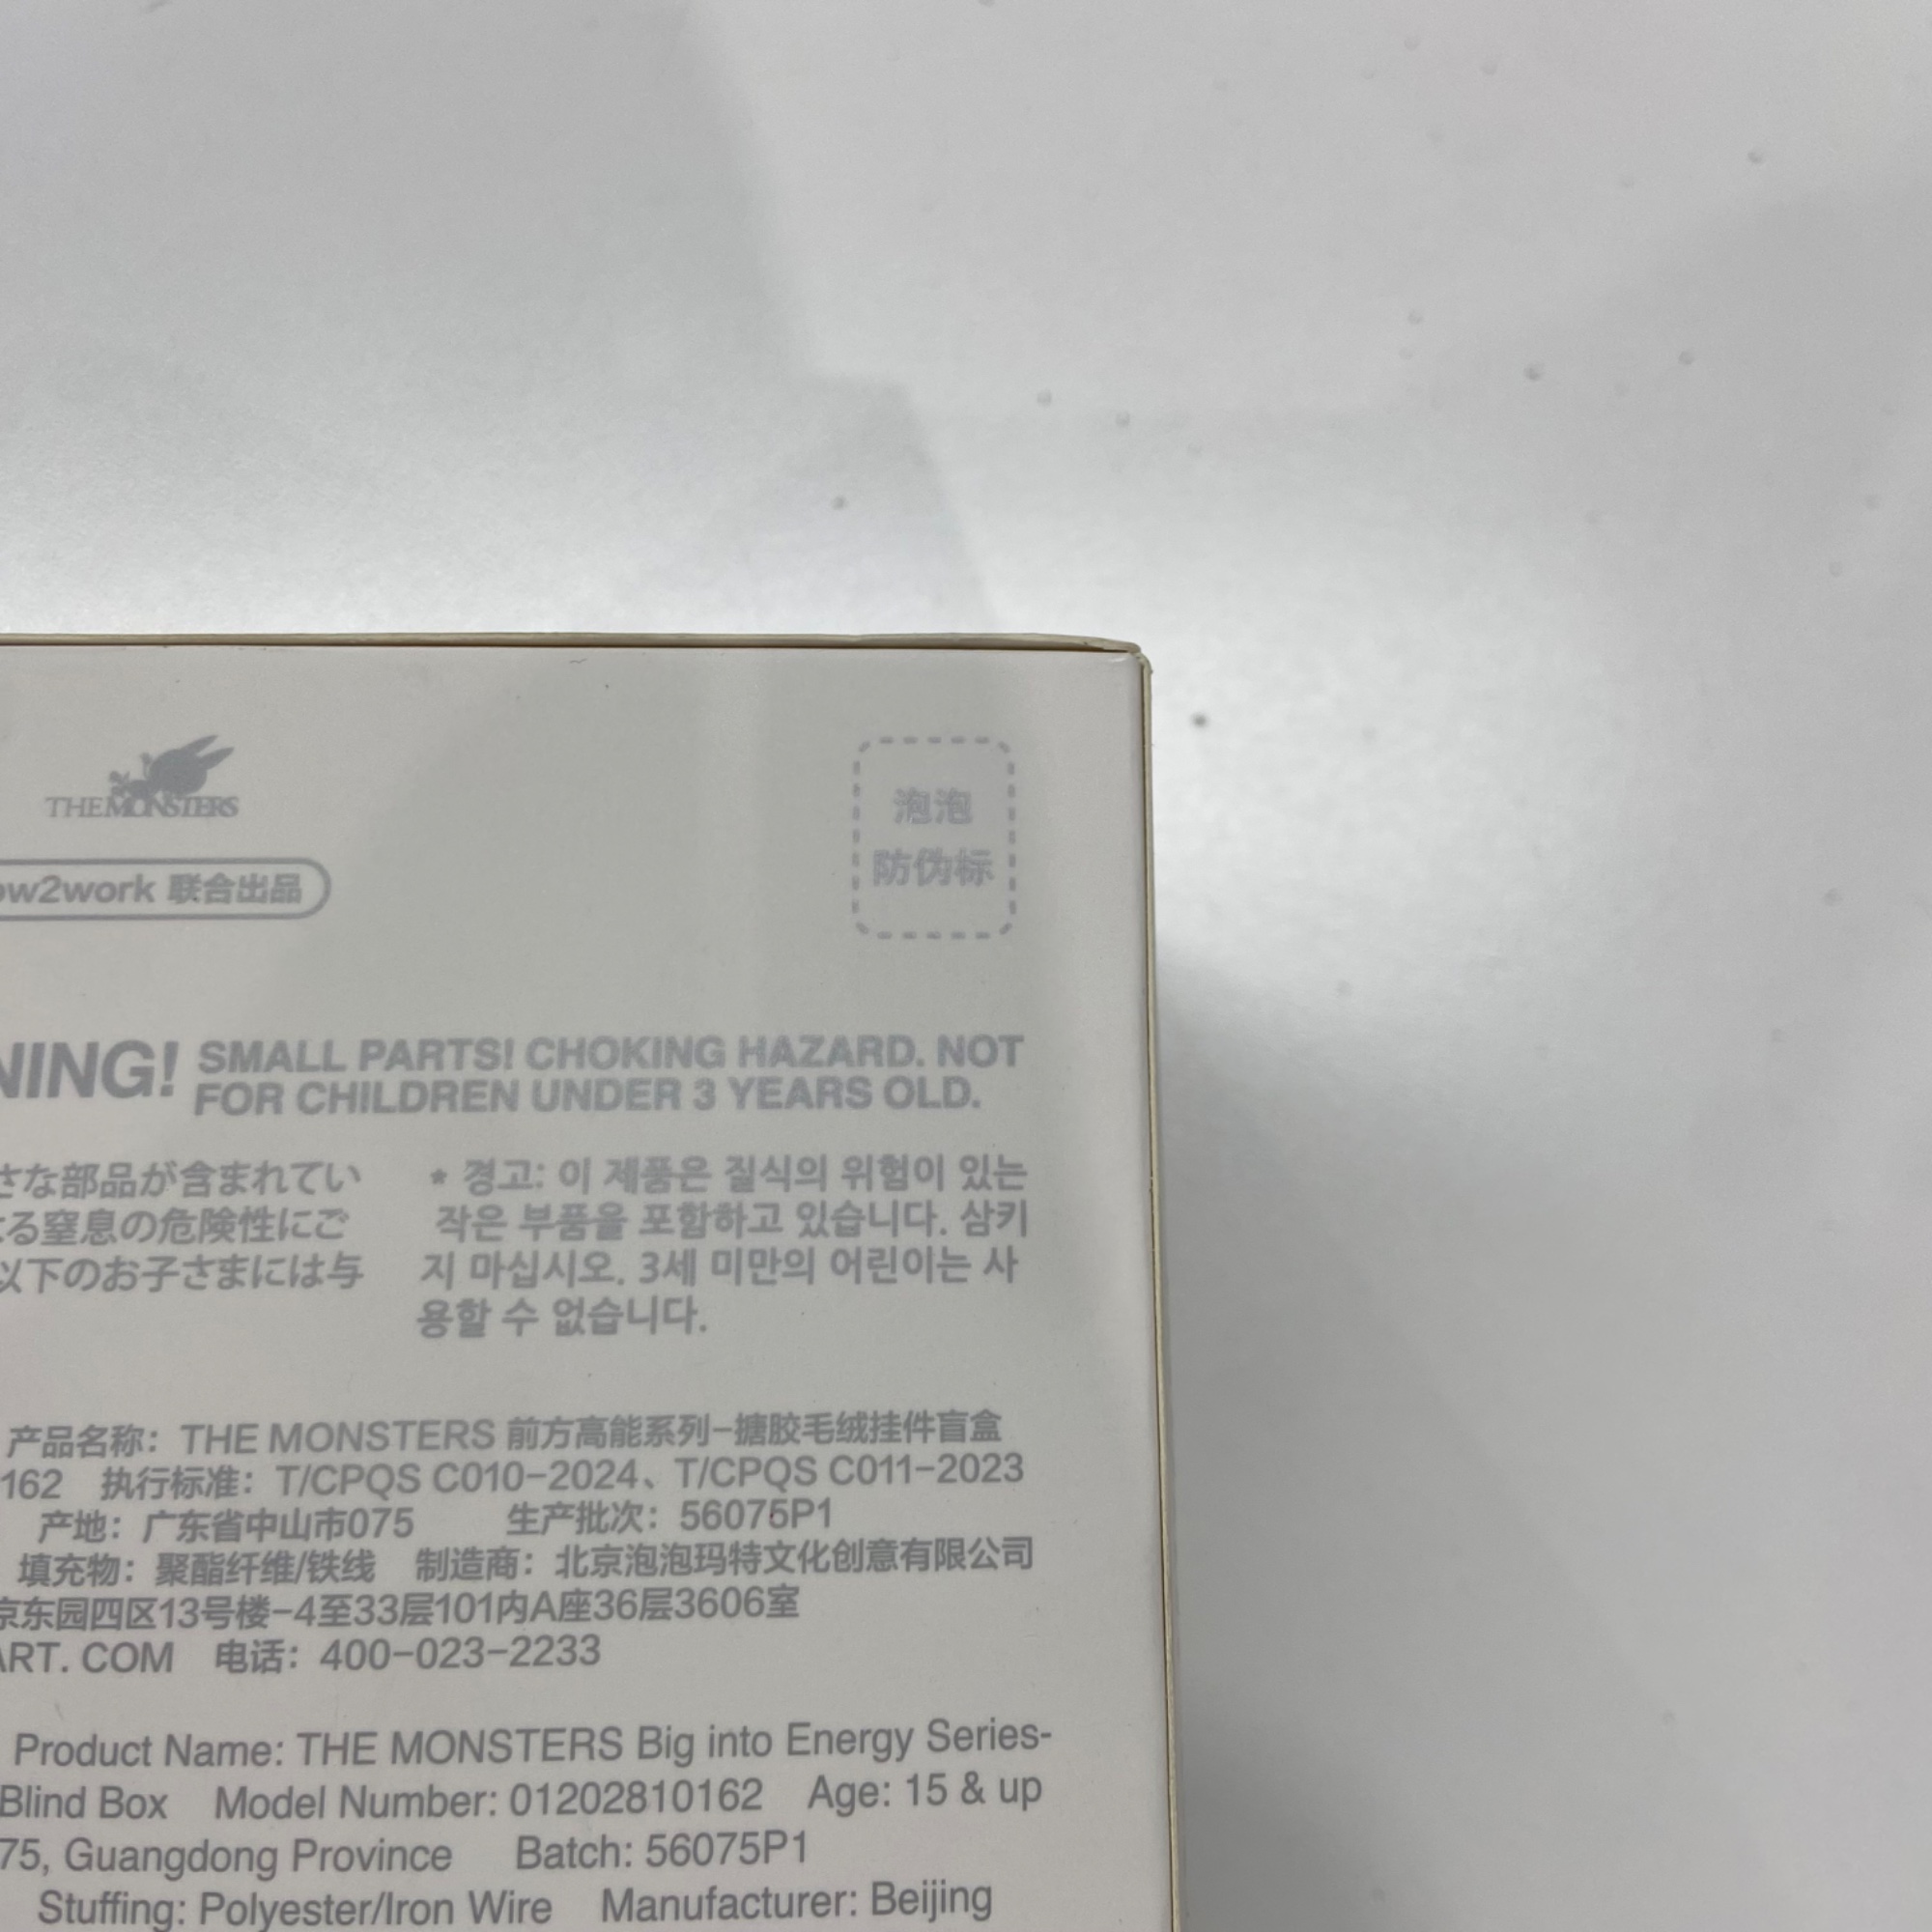 THE MONSTERS
泡泡
防伪标
ow2work 联合出品
NING! SMALL PARTS! CHOKING HAZARD. NOT
FOR CHILDREN UNDER 3 YEARS OLD.
さな部品が含まれてい
る窒息の危険性にご
以下のお子さまには与
* 경고: 이 제품은 질식의 위험이 있는
작은 부품을 포함하고 있습니다. 삼키
지 마십시오. 3세 미만의 어린이는 사
용할 수 없습니다.
产品名称：THE MONSTERS 前方高能系列-搪胶毛绒挂件盲盒
162 执行标准：T/CPQS C010-2024、T/CPQS C011-2023
产地：广东省中山市075 生产批次：56075P1
填充物：聚酯纤维/铁线 制造商：北京泡泡玛特文化创意有限公司
京东园四区13号楼-4至33层101内A座36层3606室
ART. COM 电话：400-023-2233
Product Name: THE MONSTERS Big into Energy Series-
Blind Box Model Number: 01202810162 Age: 15 & up
75, Guangdong Province Batch: 56075P1
Stuffing: Polyester/Iron Wire Manufacturer: Beijing